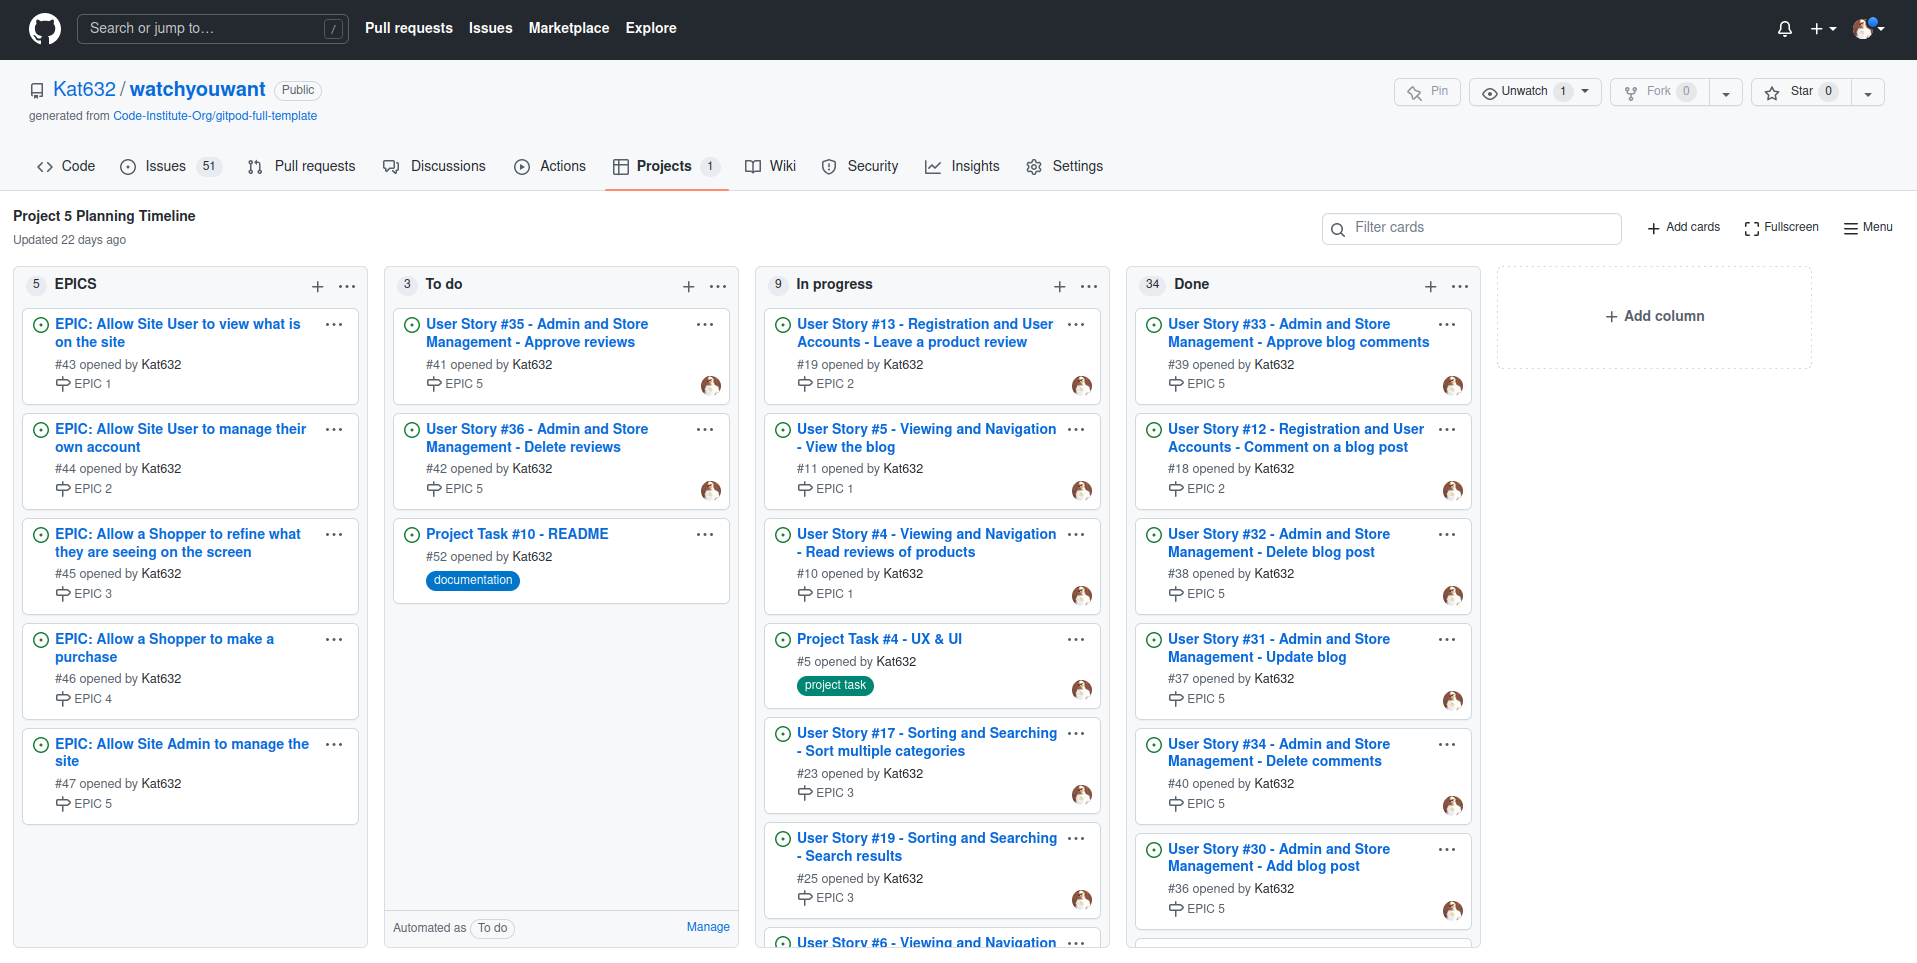 Search or jump to… /
Pull requests Issues Marketplace Explore
Kat632 / watchyouwant Public
Pin Unwatch 1 Fork 0 Star 0
generated from Code-Institute-Org/gitpod-full-template
Code Issues 51 Pull requests Discussions Actions Projects 1 Wiki Security Insights Settings
Project 5 Planning Timeline
Updated 22 days ago
Filter cards Add cards Fullscreen Menu
5 EPICS
EPIC: Allow Site User to view what is
on the site
#43 opened by Kat632
EPIC 1
EPIC: Allow Site User to manage their
own account
#44 opened by Kat632
EPIC 2
EPIC: Allow a Shopper to refine what
they are seeing on the screen
#45 opened by Kat632
EPIC 3
EPIC: Allow a Shopper to make a
purchase
#46 opened by Kat632
EPIC 4
EPIC: Allow Site Admin to manage the
site
#47 opened by Kat632
EPIC 5
3 To do
User Story #35 - Admin and Store
Management - Approve reviews
#41 opened by Kat632
EPIC 5
User Story #36 - Admin and Store
Management - Delete reviews
#42 opened by Kat632
EPIC 5
Project Task #10 - README
#52 opened by Kat632
documentation
Automated as To do Manage
9 In progress
User Story #13 - Registration and User
Accounts - Leave a product review
#19 opened by Kat632
EPIC 2
User Story #5 - Viewing and Navigation
- View the blog
#11 opened by Kat632
EPIC 1
User Story #4 - Viewing and Navigation
- Read reviews of products
#10 opened by Kat632
EPIC 1
Project Task #4 - UX & UI
#5 opened by Kat632
project task
User Story #17 - Sorting and Searching
- Sort multiple categories
#23 opened by Kat632
EPIC 3
User Story #19 - Sorting and Searching
- Search results
#25 opened by Kat632
EPIC 3
User Story #6 - Viewing and Navigation
34 Done
User Story #33 - Admin and Store
Management - Approve blog comments
#39 opened by Kat632
EPIC 5
User Story #12 - Registration and User
Accounts - Comment on a blog post
#18 opened by Kat632
EPIC 2
User Story #32 - Admin and Store
Management - Delete blog post
#38 opened by Kat632
EPIC 5
User Story #31 - Admin and Store
Management - Update blog
#37 opened by Kat632
EPIC 5
User Story #34 - Admin and Store
Management - Delete comments
#40 opened by Kat632
EPIC 5
User Story #30 - Admin and Store
Management - Add blog post
#36 opened by Kat632
EPIC 5
Add column